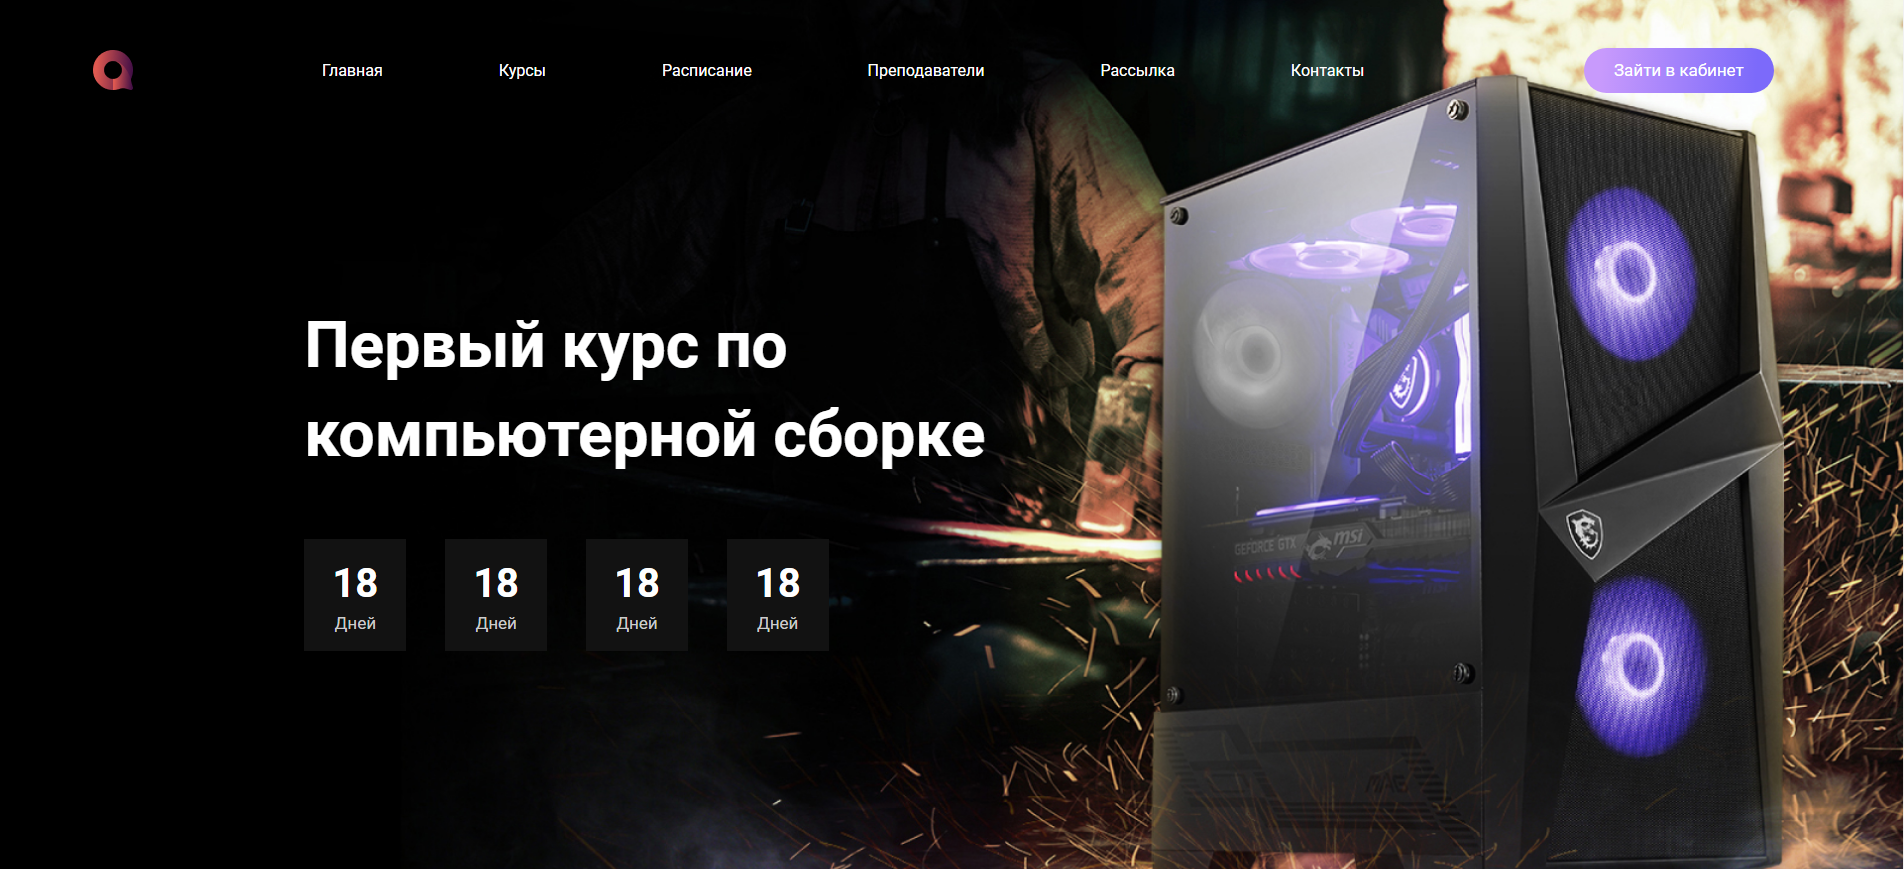 Главная
Курсы
Расписание
Преподаватели
Рассылка
Контакты
Зайти в кабинет
Первый курс по
компьютерной сборке
18
Дней
18
Дней
18
Дней
18
Дней
GEFORCE GTX
msi
MAG